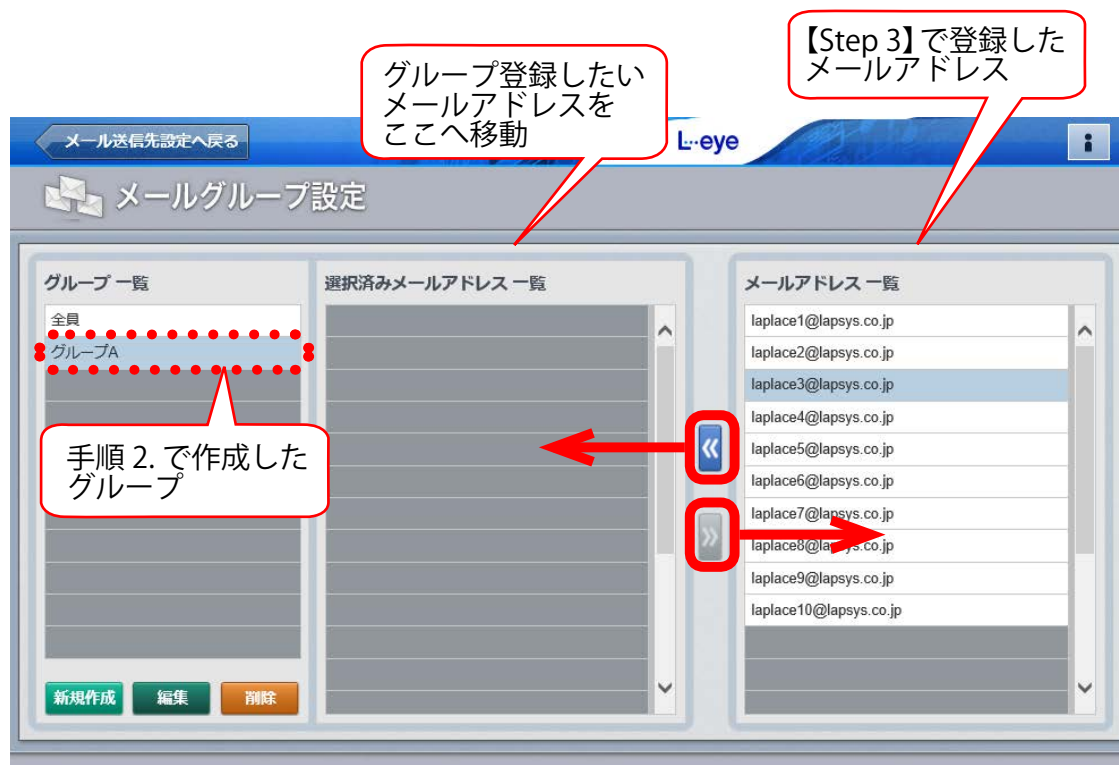 【Step 3】で登録した
メールアドレス
グループ登録したい
メールアドレスを
ここへ移動
メール送信先設定へ戻る
L··eye
i
メールグループ設定
グループ 一覧
選択済みメールアドレス 一覧
メールアドレス 一覧
全員
グループA
手順 2. で作成した
グループ
laplace1@lapsys.co.jp
laplace2@lapsys.co.jp
laplace3@lapsys.co.jp
laplace4@lapsys.co.jp
laplace5@lapsys.co.jp
laplace6@lapsys.co.jp
laplace7@lapsys.co.jp
laplace8@lapsys.co.jp
laplace9@lapsys.co.jp
laplace10@lapsys.co.jp
新規作成
編集
削除